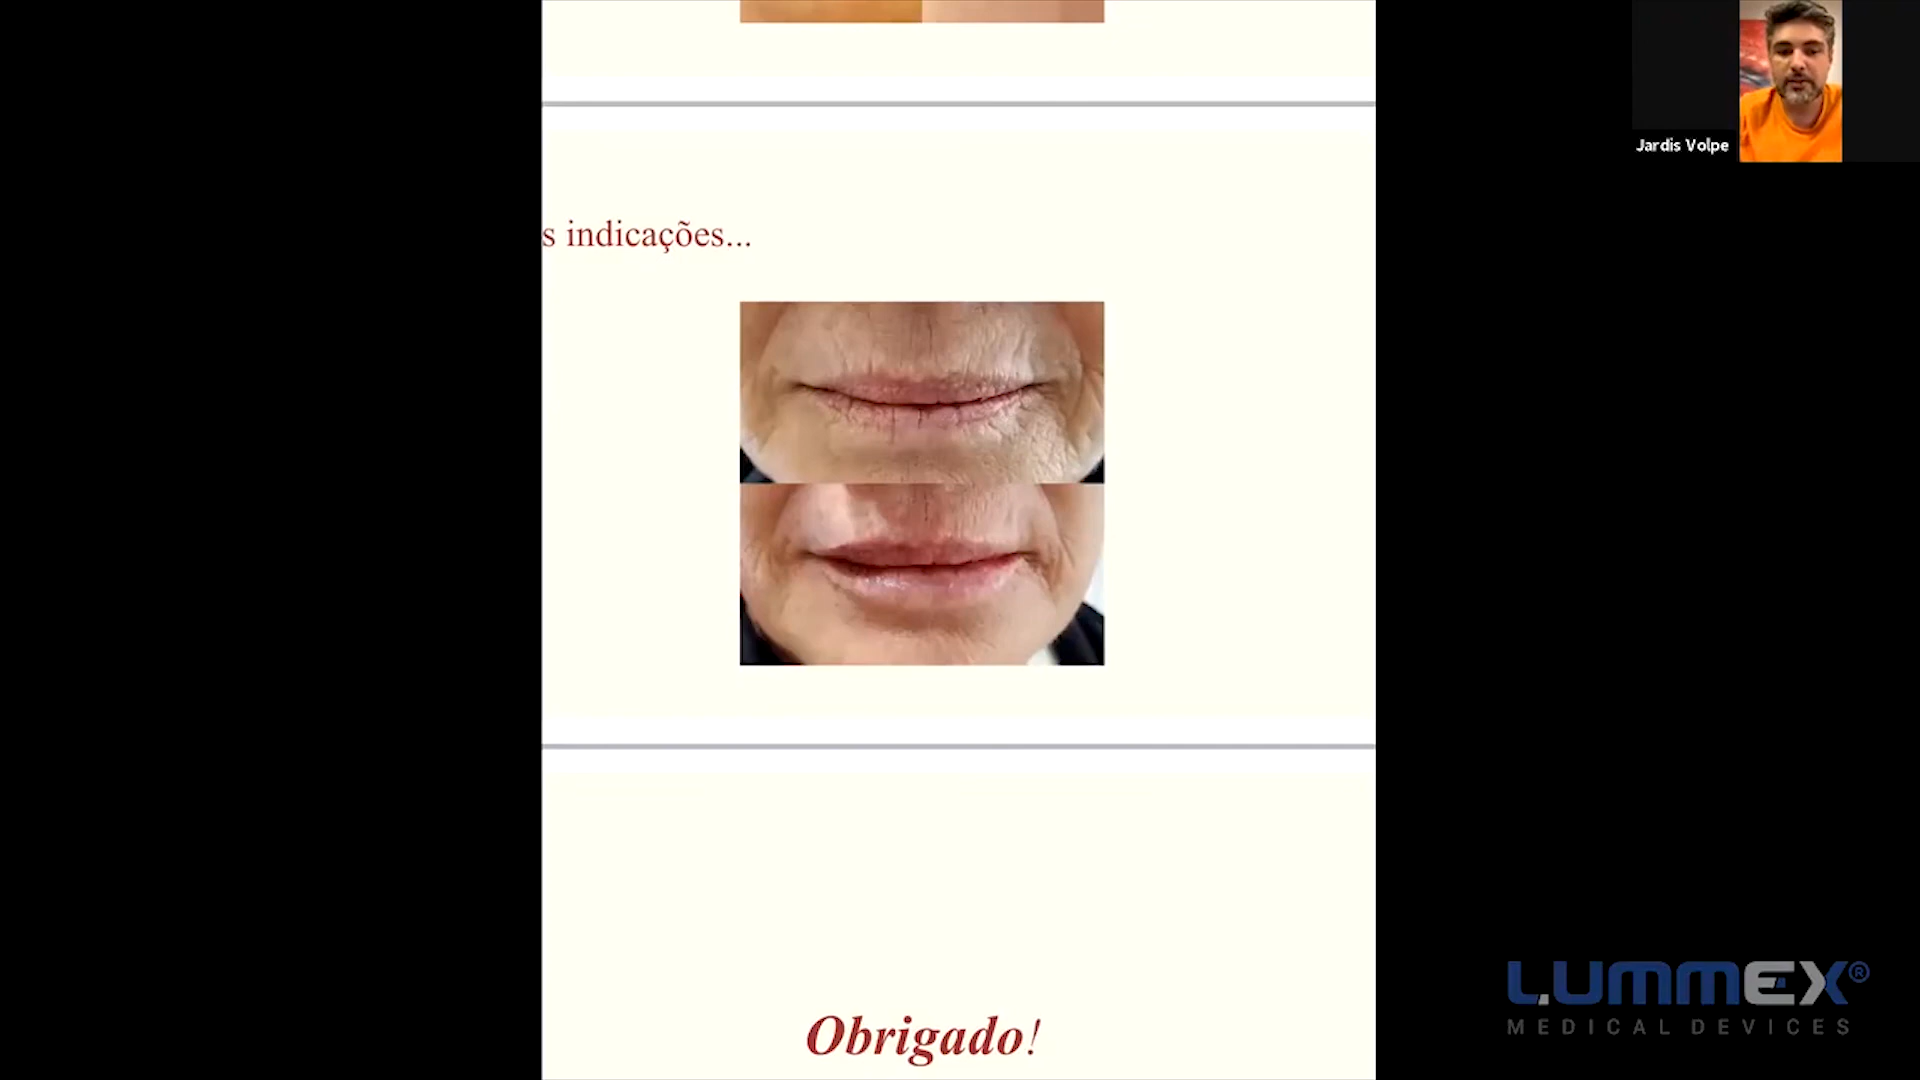 Jardis Volpe
s indicações...
Obrigado!
LUMMEX®
MEDICAL DEVICES